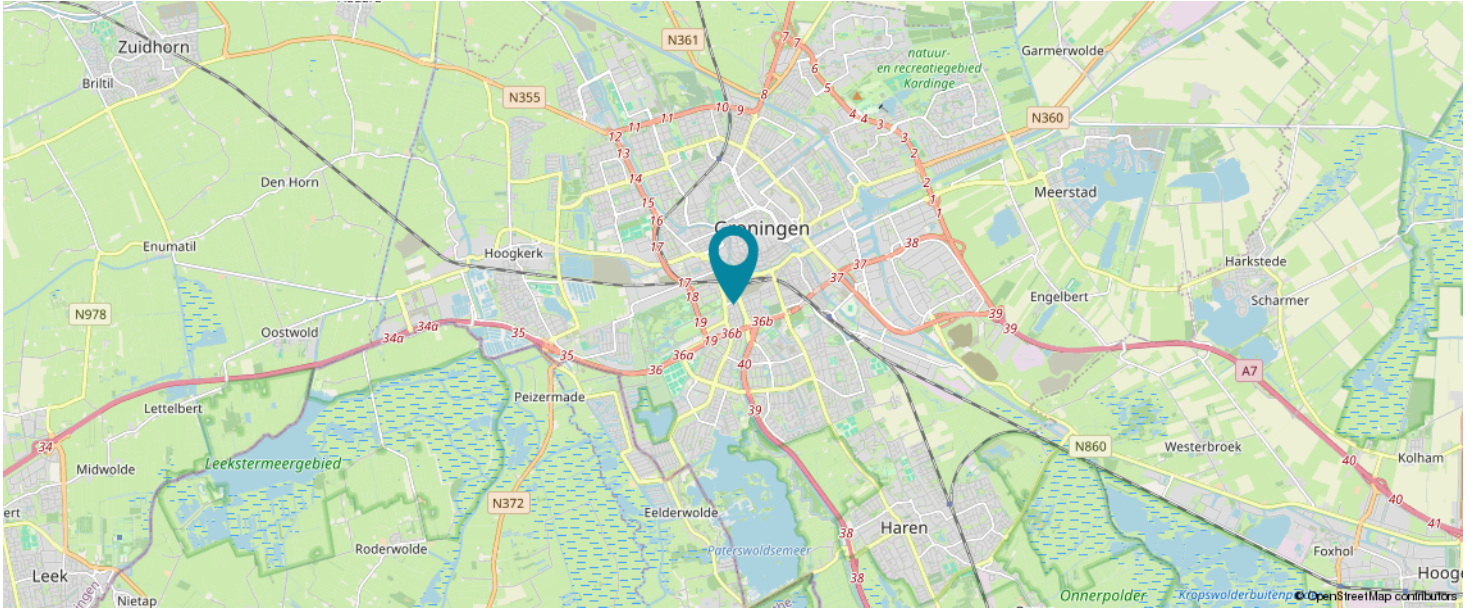 Zuidhorn
N361
7
7
Garmerwolde
natuur-
en recreatiegebied
Kardinge
6
Briltil
5
N355
8
10
9
11
11
4
4
3
3
N360
12
13
2
14
2
Den Horn
15
1
1
Meerstad
16
Groningen
17
38
Enumatil
Hoogkerk
37
Harkstede
37
17
18
Engelbert
Scharmer
N978
39
39
19
36b
36b
19
34a
34a
35
Oostwold
35
36a
36
40
A7
Peizermade
Lettelbert
39
34
N860
Westerbroek
Kolham
40
Midwolde
Leekstermeergebied
40
N372
41
Eelderwolde
Haren
38
Roderwolde
Paterswoldsemeer
Foxhol
Leek
38
Hooge
Nietap
Onnerpolder
© OpenStreetMap contributors